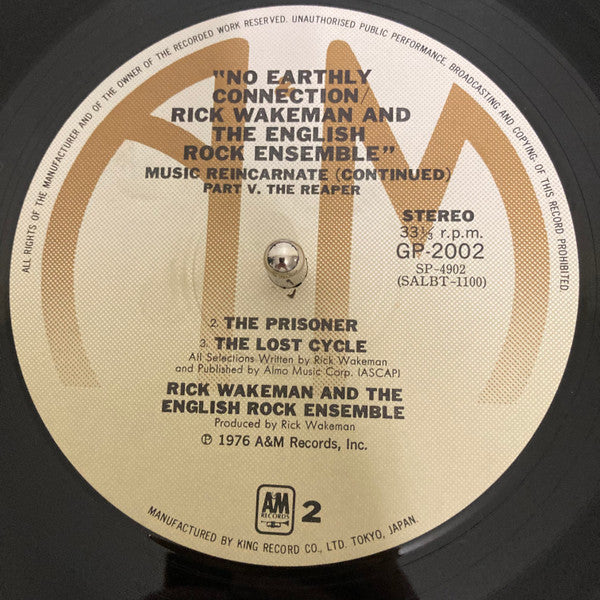 ALL RIGHTS OF THE MANUFACTURER AND OF THE OWNER OF THE RECORDED WORK RESERVED. UNAUTHORISED PUBLIC PERFORMANCE, BROADCASTING AND COPYING OF THIS RECORD PROHIBITED.
A&M
"NO EARTHLY
CONNECTION/
RICK WAKEMAN AND
THE ENGLISH
ROCK ENSEMBLE"
MUSIC REINCARNATE (CONTINUED)
PART V. THE REAPER
STEREO
33⅓ r.p.m.
GP-2002
SP-4902
(SALBT-1100)
2. THE PRISONER
3. THE LOST CYCLE
All Selections Written by Rick Wakeman
and Published by Almo Music Corp. (ASCAP)
RICK WAKEMAN AND THE
ENGLISH ROCK ENSEMBLE
Produced by Rick Wakeman
℗ 1976 A&M Records, Inc.
A&M
RECORDS
2
MANUFACTURED BY KING RECORD CO., LTD. TOKYO, JAPAN.